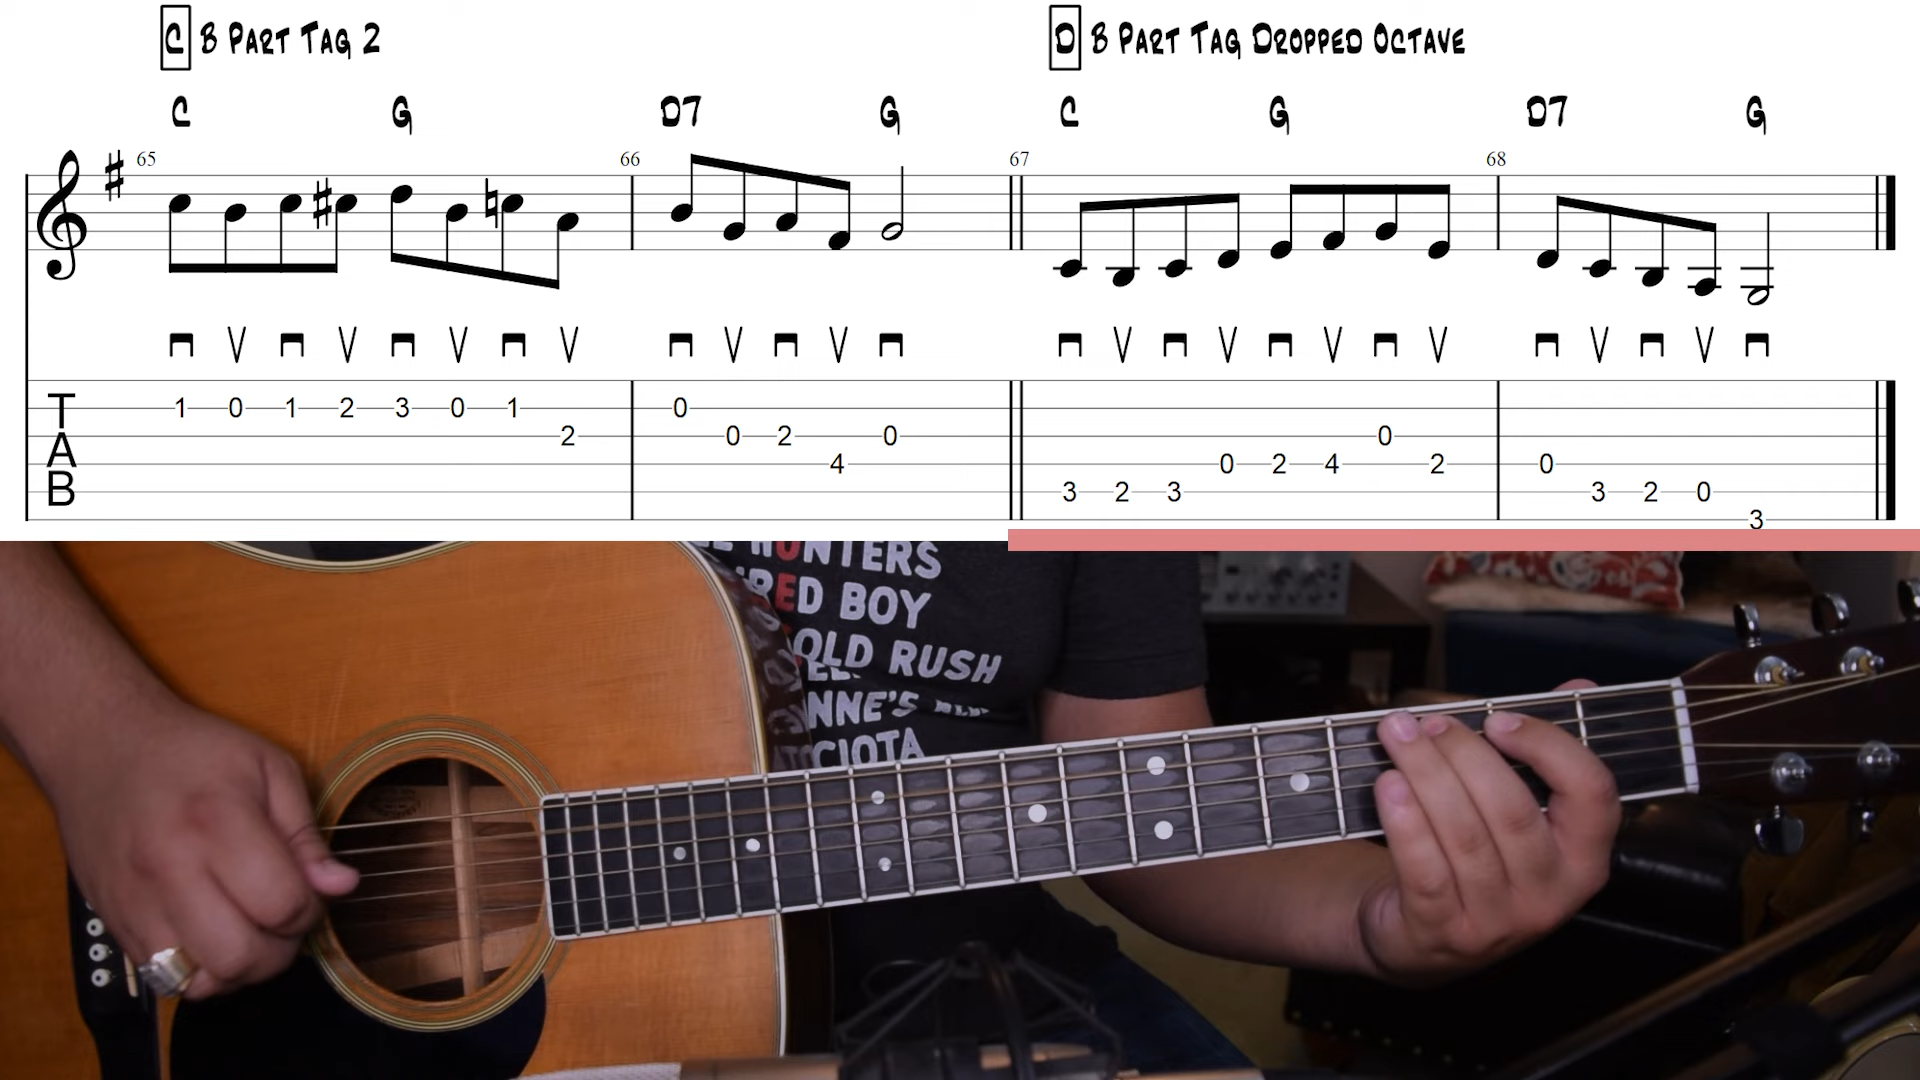 C B PART TAG 2
D B PART TAG DROPPED OCTAVE
C G D7 G C G D7 G
65 66 67 68
T 1 0 1 2 3 0 1 0
A 2 0 2 0 0
4 0 2 4 2 0
B 3 2 3 3 2 0
3
HUNTERS
RED BOY
OLD RUSH
NNE'S
CIOTA